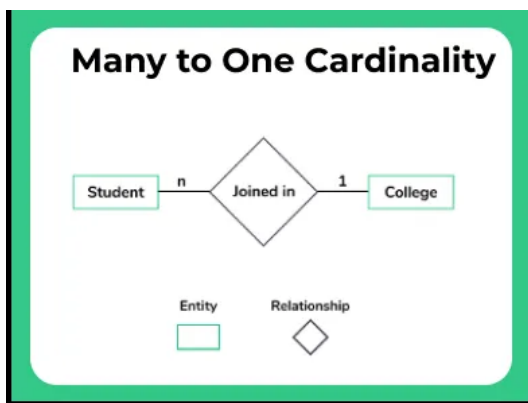 Many to One Cardinality
Student
n
Joined in
1
College
Entity
Relationship